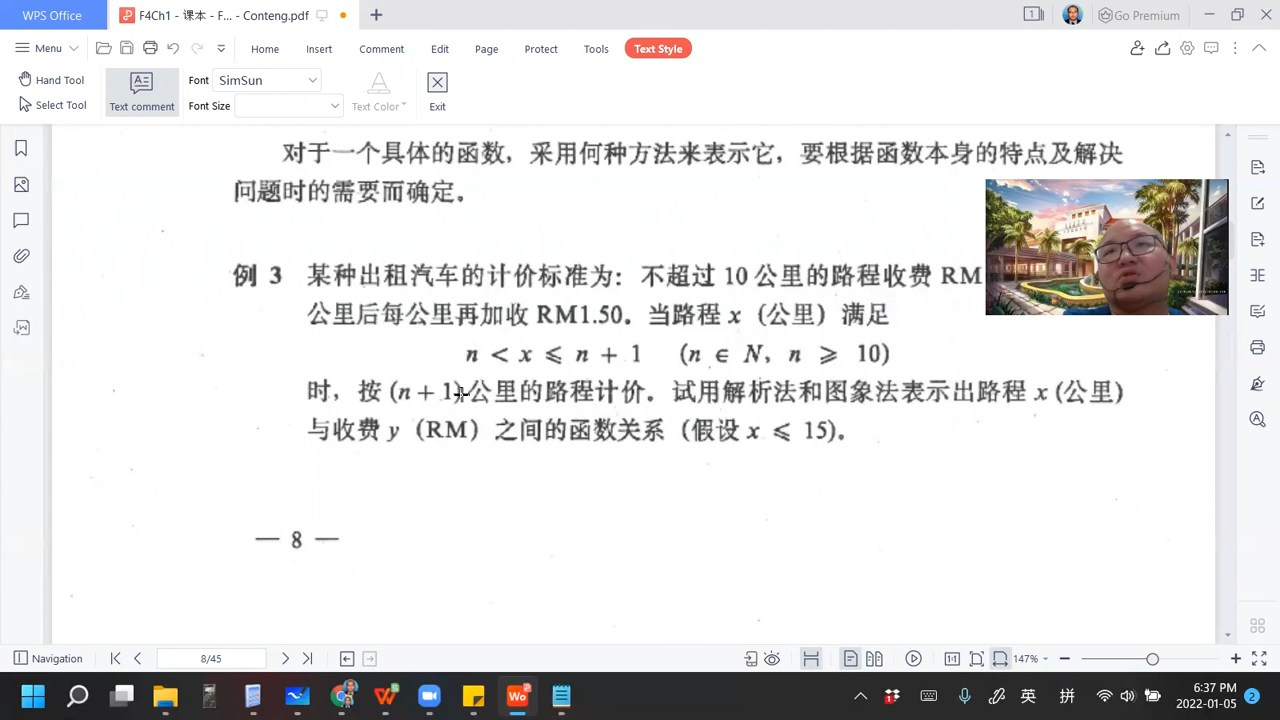 WPS Office
F4Ch1 - 课本 - F... - Conteng.pdf
1
Go Premium
Menu
Home
Insert
Comment
Edit
Page
Protect
Tools
Text Style
Hand Tool
Select Tool
Text comment
Font SimSun
Font Size
Text Color
Exit
对于一个具体的函数，采用何种方法来表示它，要根据函数本身的特点及解决
问题时的需要而确定。
例 3 某种出租汽车的计价标准为：不超过 10 公里的路程收费 RM
公里后每公里再加收 RM1.50。当路程 x （公里）满足
n < x ⩽ n + 1 (n ∈ N, n ⩾ 10)
时，按 (n + 1) 公里的路程计价。试用解析法和图象法表示出路程 x (公里)
与收费 y（RM）之间的函数关系（假设 x ⩽ 15)。
— 8 —
Navigation
8/45
147%
英
拼
6:37 PM
2022-01-05
2